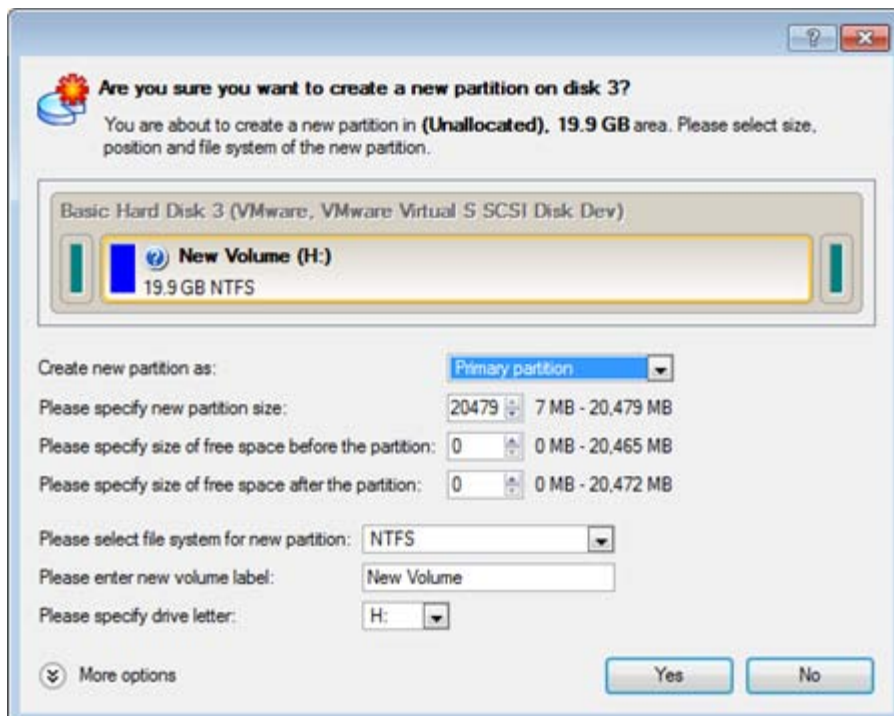 Are you sure you want to create a new partition on disk 3?
You are about to create a new partition in (Unallocated), 19.9 GB area. Please select size,
position and file system of the new partition.
Basic Hard Disk 3 (VMware, VMware Virtual S SCSI Disk Dev)
New Volume (H:)
19.9 GB NTFS
Create new partition as: Primary partition
Please specify new partition size: 20479 7 MB - 20,479 MB
Please specify size of free space before the partition: 0 0 MB - 20,465 MB
Please specify size of free space after the partition: 0 0 MB - 20,472 MB
Please select file system for new partition: NTFS
Please enter new volume label: New Volume
Please specify drive letter: H:
More options Yes No